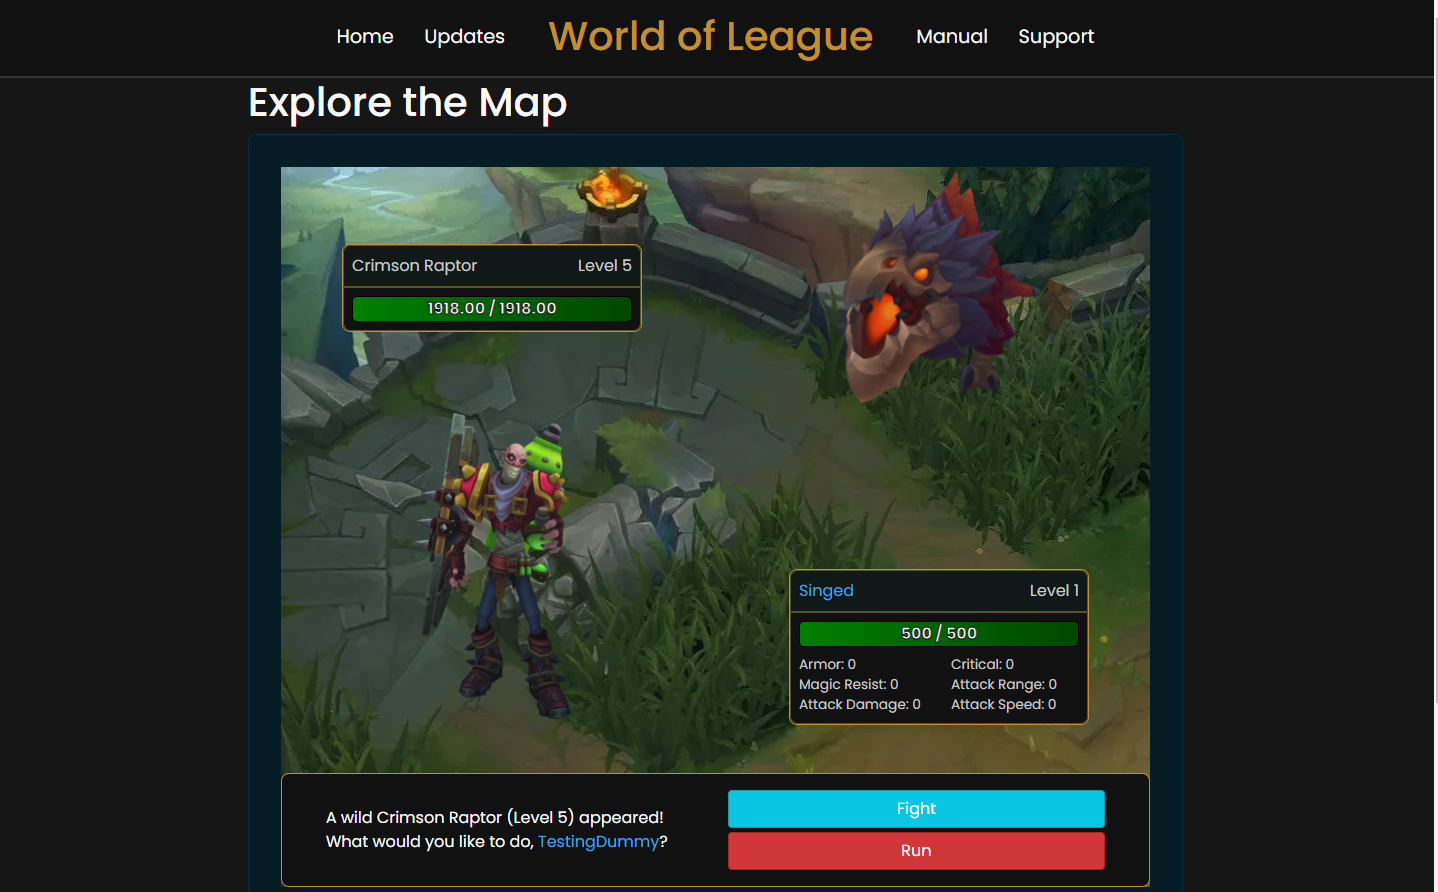 Home Updates World of League Manual Support
Explore the Map
Crimson Raptor Level 5
1918.00 / 1918.00
Singed Level 1
500 / 500
Armor: 0 Critical: 0
Magic Resist: 0 Attack Range: 0
Attack Damage: 0 Attack Speed: 0
A wild Crimson Raptor (Level 5) appeared!
What would you like to do, TestingDummy?
Fight
Run